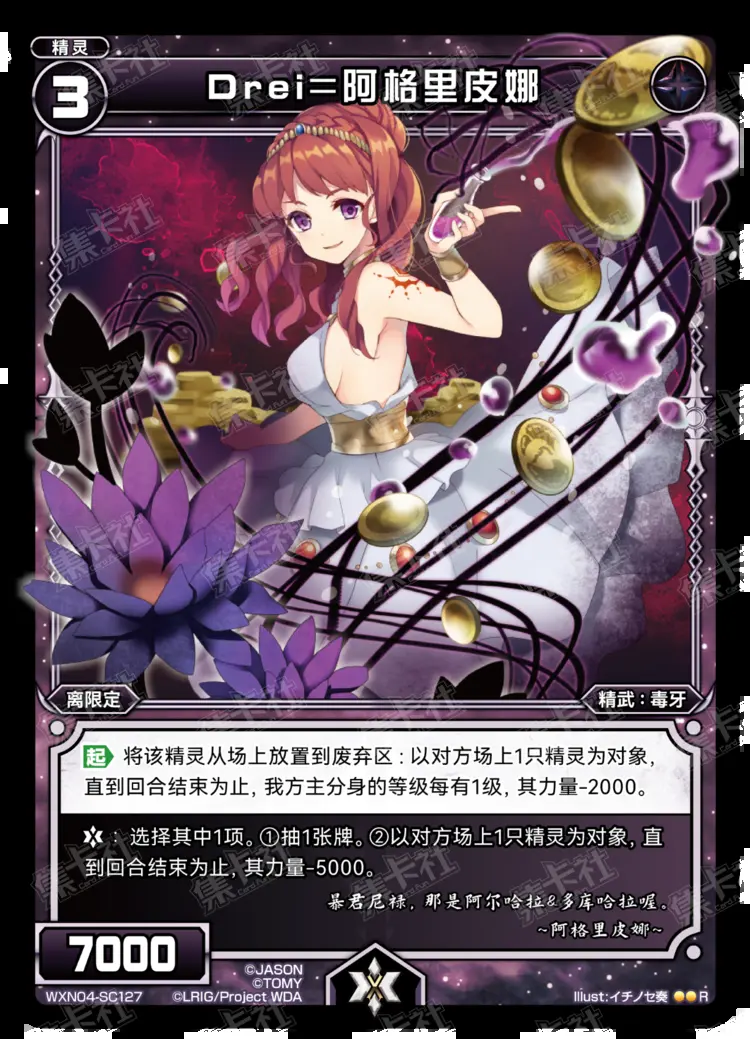 精灵
3
Drei=阿格里皮娜
离限定
精武:毒牙
起 将该精灵从场上放置到废弃区:以对方场上1只精灵为对象,
直到回合结束为止, 我方主分身的等级每有1级, 其力量-2000。
:选择其中1项。①抽1张牌。②以对方场上1只精灵为对象, 直
到回合结束为止, 其力量-5000。
暴君尼禄, 那是阿尔哈拉&多库哈拉喔。
~阿格里皮娜~
7000
©JASON
©TOMY
WXN04-SC127
©LRIG/Project WDA
Illust:イチノセ奏
R
集卡社